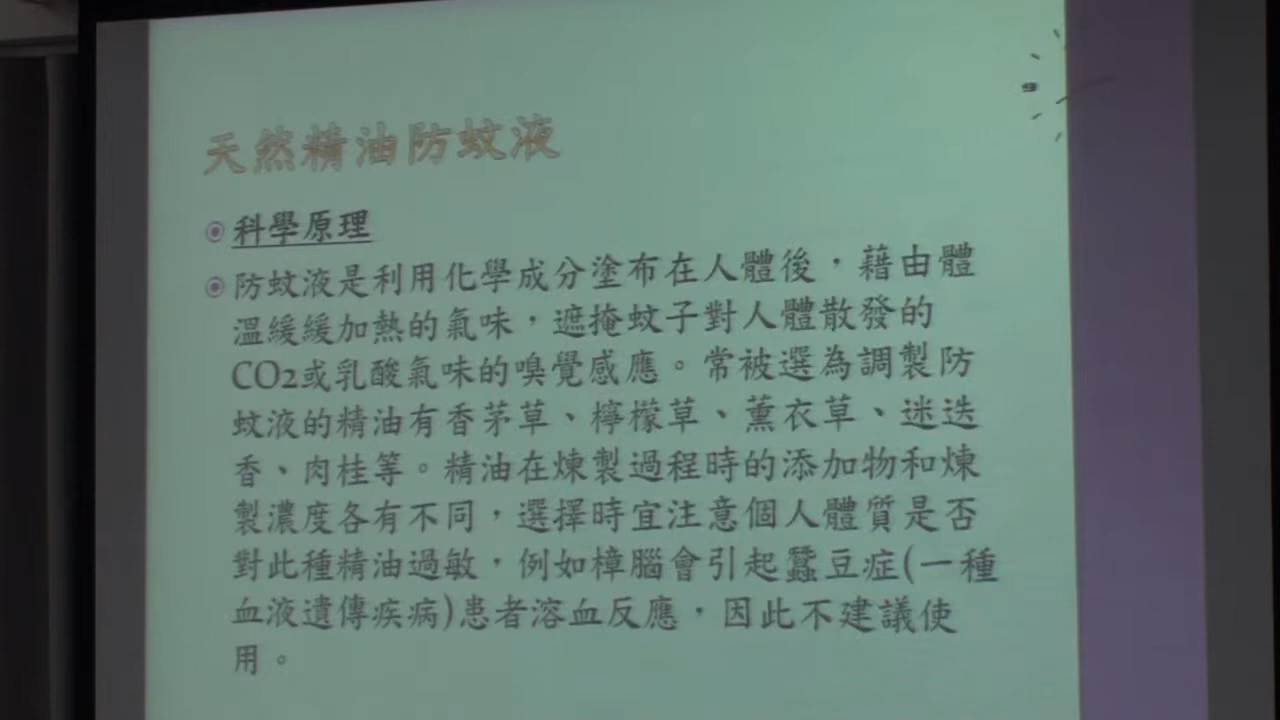 天然精油防蚊液
科學原理
防蚊液是利用化學成分塗布在人體後，藉由體
溫緩緩加熱的氣味，遮掩蚊子對人體散發的
CO2或乳酸氣味的嗅覺感應。常被選為調製防
蚊液的精油有香茅草、檸檬草、薰衣草、迷迭
香、肉桂等。精油在煉製過程時的添加物和煉
製濃度各有不同，選擇時宜注意個人體質是否
對此種精油過敏，例如樟腦會引起蠶豆症(一種
血液遺傳疾病)患者溶血反應，因此不建議使
用。